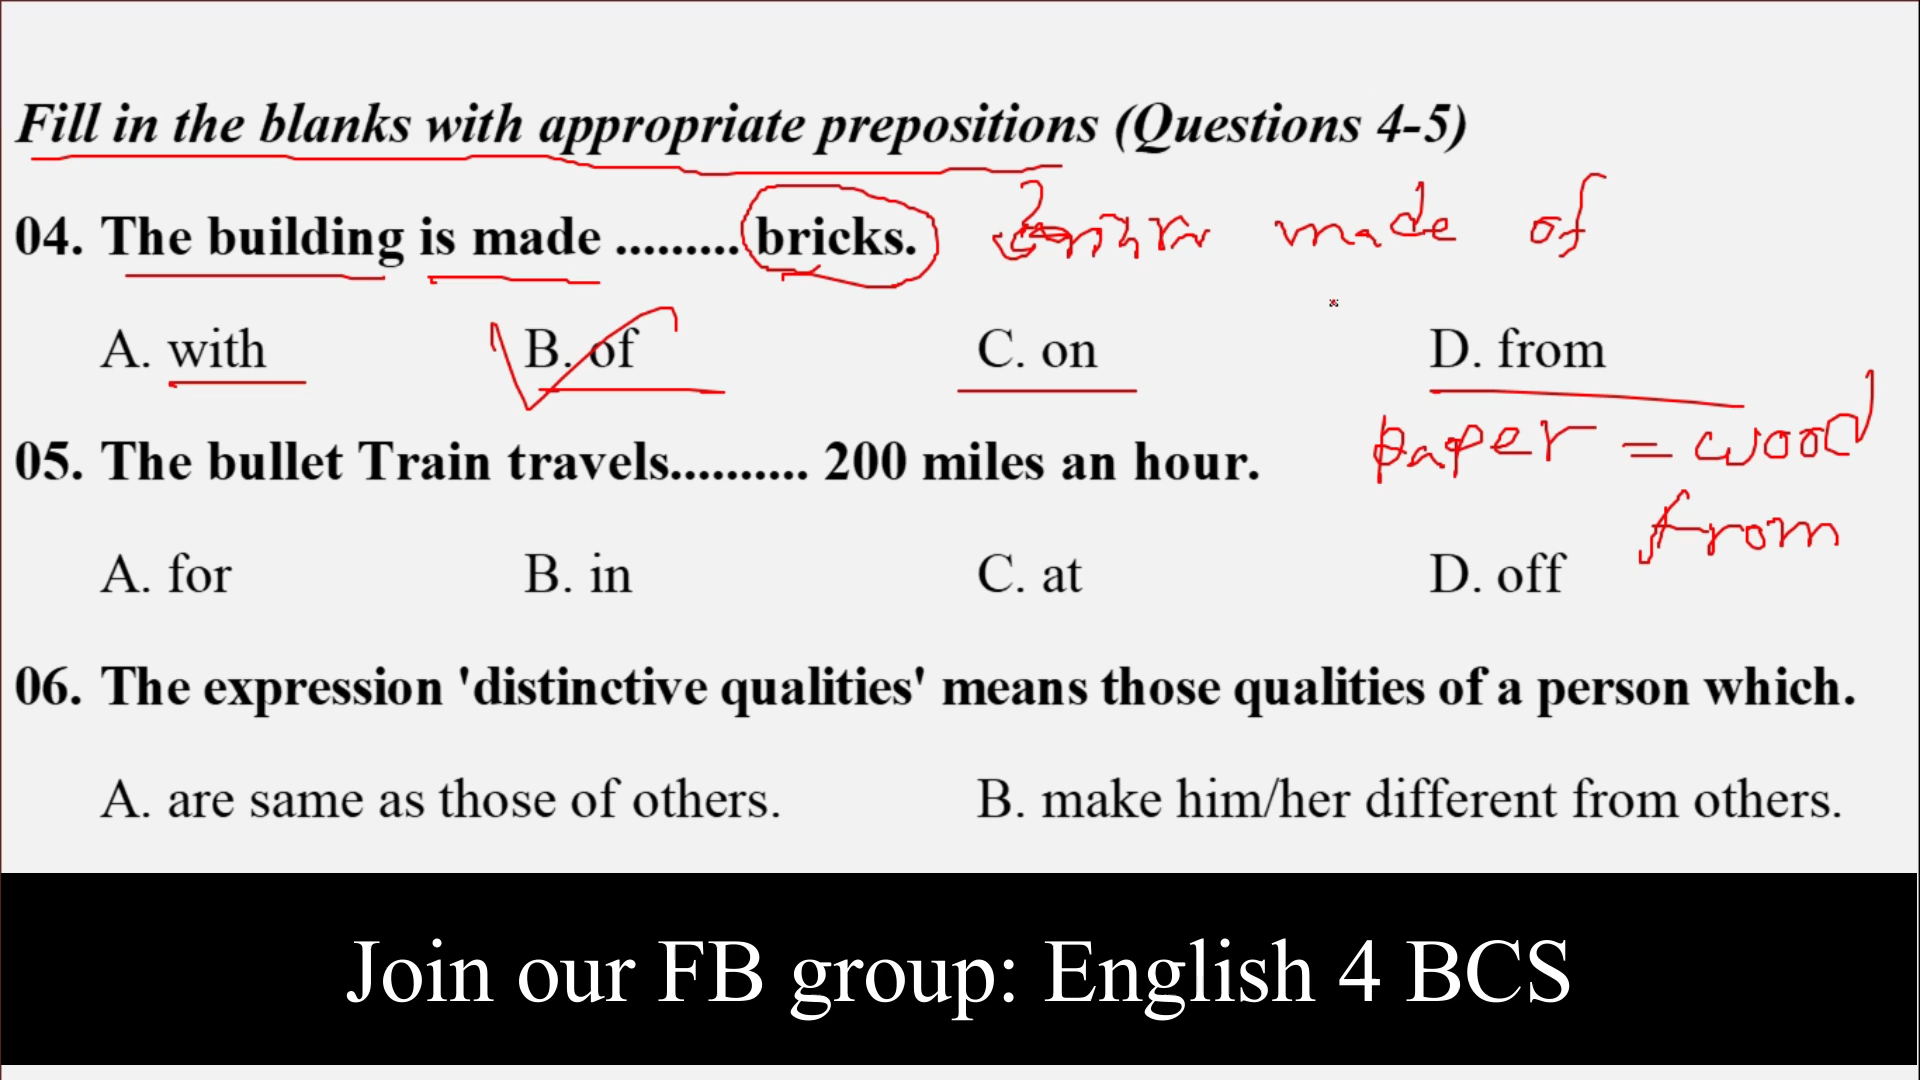 Fill in the blanks with appropriate prepositions (Questions 4-5)
04. The building is made ......... bricks. made of
A. with B. of C. on D. from
paper = wood
05. The bullet Train travels.......... 200 miles an hour.
from
A. for B. in C. at D. off
06. The expression 'distinctive qualities' means those qualities of a person which.
A. are same as those of others. B. make him/her different from others.
Join our FB group: English 4 BCS